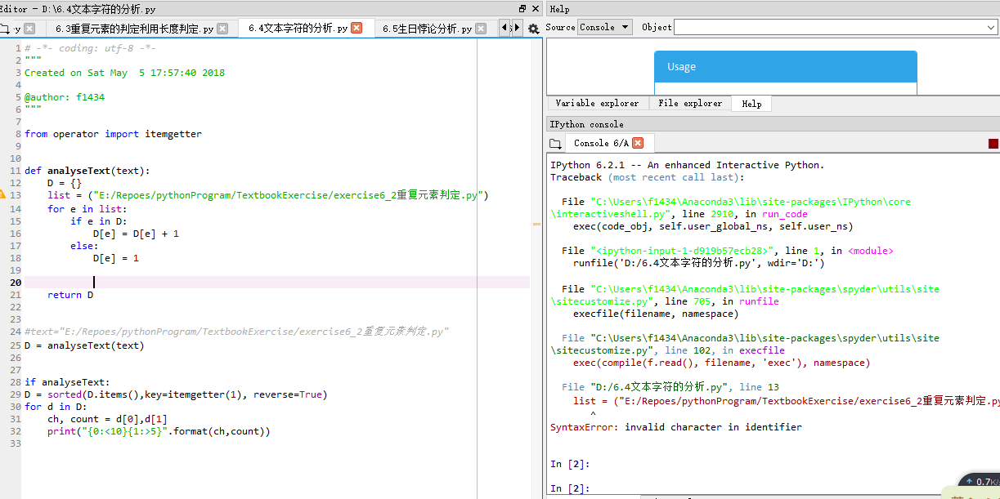 Editor - D:\6.4文本字符的分析.py
Help
y
6.3重复元素的判定利用长度判定.py
6.4文本字符的分析.py
6.5生日悖论分析.py
Source Console Object
Usage
Variable explorer File explorer Help
IPython console
Console 6/A
1 # -*- coding: utf-8 -*-
2 """
3 Created on Sat May  5 17:57:40 2018
4
5 @author: f1434
6 """
7
8 from operator import itemgetter
9
10
11 def analyseText(text):
12     D = {}
13     list = ("E:/Repoes/pythonProgram/TextbookExercise/exercise6_2重复元素判定.py")
14     for e in list:
15         if e in D:
16             D[e] = D[e] + 1
17         else:
18             D[e] = 1
19
20
21     return D
22
23
24 #text="E:/Repoes/pythonProgram/TextbookExercise/exercise6_2重复元素判定.py"
25 D = analyseText(text)
26
27
28 if analyseText:
29 D = sorted(D.items(),key=itemgetter(1), reverse=True)
30 for d in D:
31     ch, count = d[0],d[1]
32     print("{0:<10}{1:>5}".format(ch,count))
33
IPython 6.2.1 -- An enhanced Interactive Python.
Traceback (most recent call last):
File "C:\Users\f1434\Anaconda3\lib\site-packages\IPython\core
\interactiveshell.py", line 2910, in run_code
exec(code_obj, self.user_global_ns, self.user_ns)
File "<ipython-input-1-d919b57ecb28>", line 1, in <module>
runfile('D:/6.4文本字符的分析.py', wdir='D:')
File "C:\Users\f1434\Anaconda3\lib\site-packages\spyder\utils\site
\sitecustomize.py", line 705, in runfile
execfile(filename, namespace)
File "C:\Users\f1434\Anaconda3\lib\site-packages\spyder\utils\site
\sitecustomize.py", line 102, in execfile
exec(compile(f.read(), filename, 'exec'), namespace)
File "D:/6.4文本字符的分析.py", line 13
list = ("E:/Repoes/pythonProgram/TextbookExercise/exercise6_2重复元素判定.py
^
SyntaxError: invalid character in identifier
In [2]:
In [2]:
0.7K/